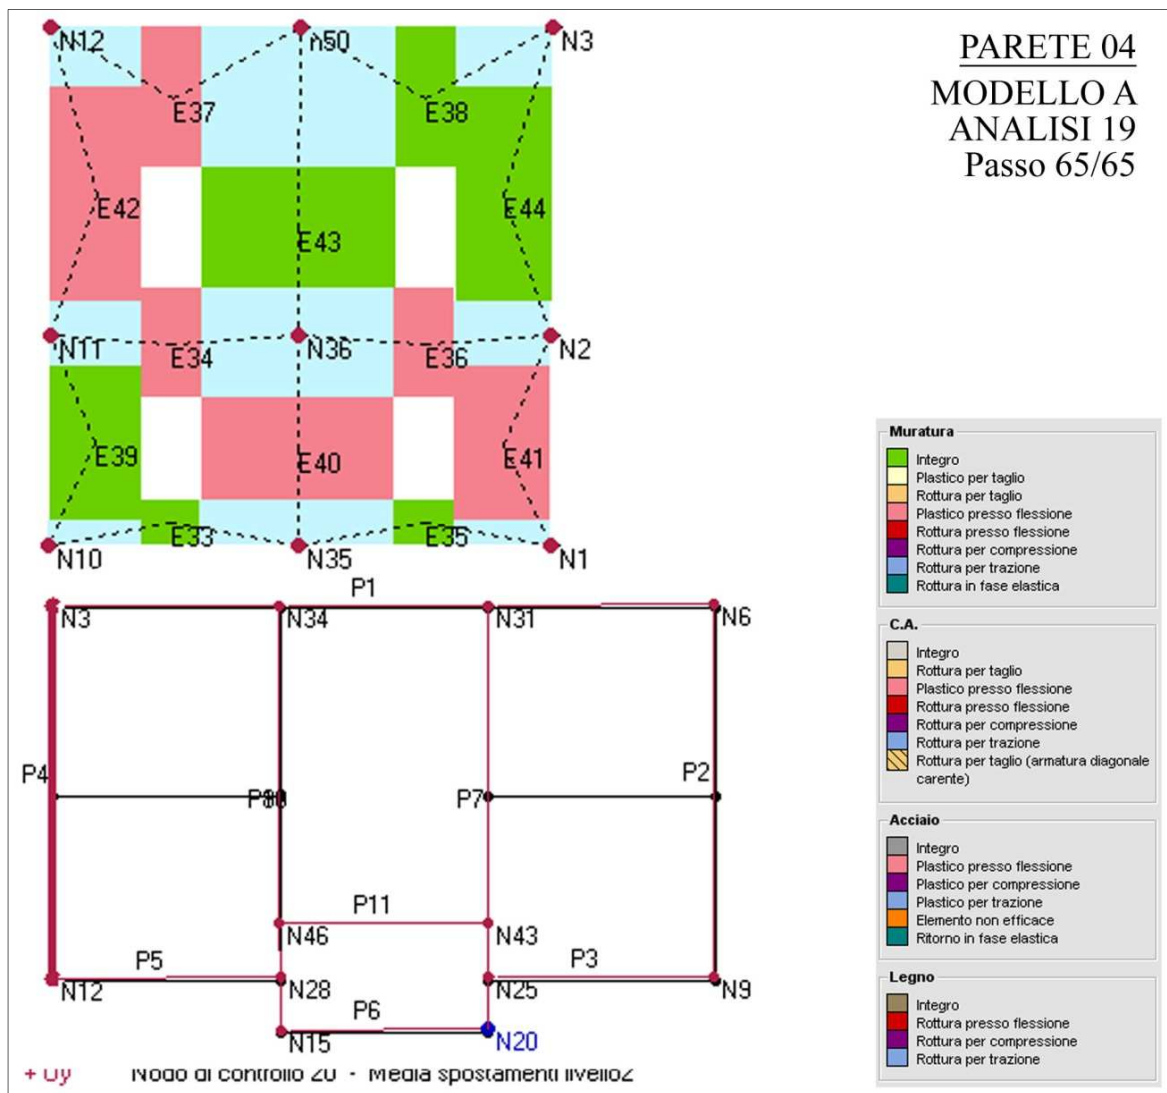 PARETE 04
MODELLO A
ANALISI 19
Passo 65/65
N12
n50
N3
E37
E38
E42
E44
E43
N11
E34
N36
E36
N2
E39
E40
E41
N10
E33
N35
E35
N1
P1
N3
N34
N31
N6
P4
P7
P2
P11
N46
N43
P5
P3
N12
N28
N25
N9
P6
N15
N20
+ Uy Nodo di controllo 20 - Media spostamenti livello2
Muratura
Integro
Plastico per taglio
Rottura per taglio
Plastico presso flessione
Rottura presso flessione
Rottura per compressione
Rottura per trazione
Rottura in fase elastica
C.A.
Integro
Rottura per taglio
Plastico presso flessione
Rottura presso flessione
Rottura per compressione
Rottura per trazione
Rottura per taglio (armatura diagonale
carente)
Acciaio
Integro
Plastico presso flessione
Plastico per compressione
Plastico per trazione
Elemento non efficace
Ritorno in fase elastica
Legno
Integro
Rottura presso flessione
Rottura per compressione
Rottura per trazione